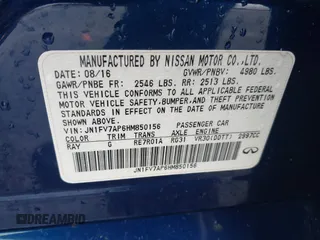 MANUFACTURED BY NISSAN MOTOR CO.,LTD.
DATE: 08/16 GVWR/PNBV: 4980 LBS.
GAWR/PNBE FR: 2546 LBS. RR: 2513 LBS.
THIS VEHICLE CONFORMS TO ALL APPLICABLE
FEDERAL MOTOR VEHICLE
SAFETY, BUMPER, AND THEFT PREVENTION
STANDARDS IN EFFECT ON THE DATE OF
MANUFACTURE SHOWN ABOVE.
VIN: JN1FV7AP6HM850156 PASSENGER CAR
COLOR TRIM TRANS AXLE ENGINE
RAY G RE7R01A RG31 VR30(DDTT) 2997CC
JN1FV7AP6HM850156
INFINITI